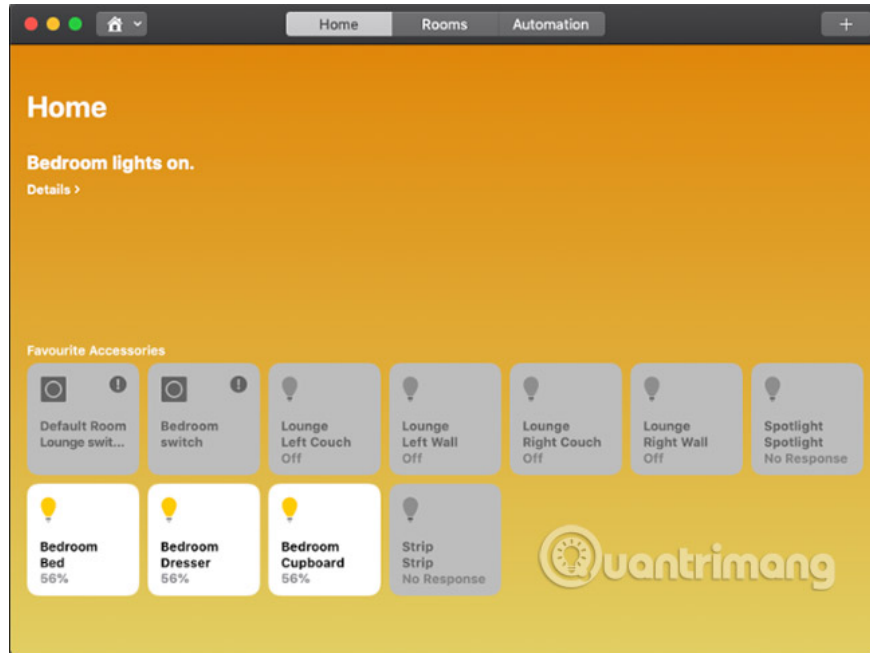 Home Rooms Automation +
Home
Bedroom lights on.
Details >
Favourite Accessories
Default Room
Lounge swit...
Bedroom
switch
Lounge
Left Couch
Off
Lounge
Left Wall
Off
Lounge
Right Couch
Off
Lounge
Right Wall
Off
Spotlight
Spotlight
No Response
Bedroom
Bed
56%
Bedroom
Dresser
56%
Bedroom
Cupboard
56%
Strip
Strip
No Response
Quantrimang